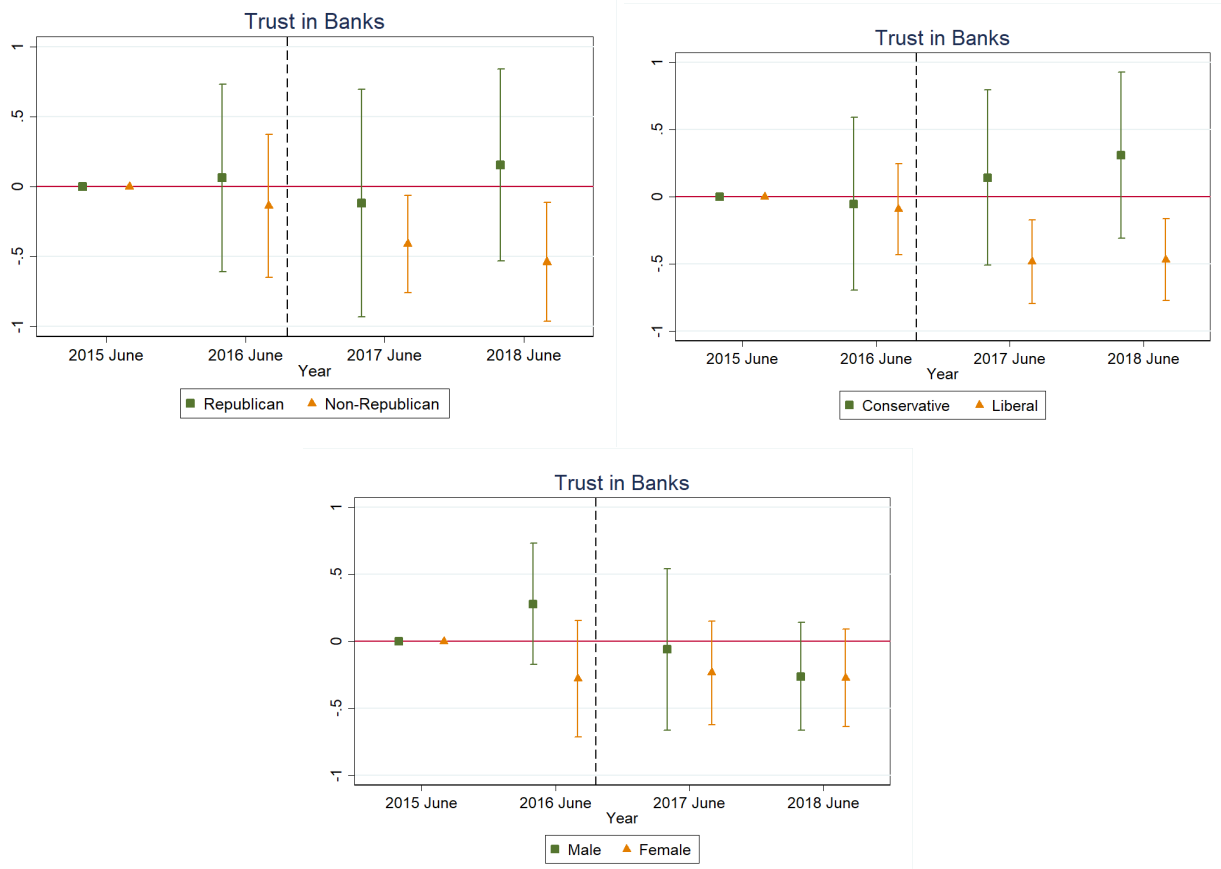 Trust in Banks
1
.5
0
-.5
-1
2015 June 2016 June 2017 June 2018 June
Year
Republican Non-Republican
Trust in Banks
1
.5
0
-.5
-1
2015 June 2016 June 2017 June 2018 June
Year
Conservative Liberal
Trust in Banks
1
.5
0
-.5
-1
2015 June 2016 June 2017 June 2018 June
Year
Male Female